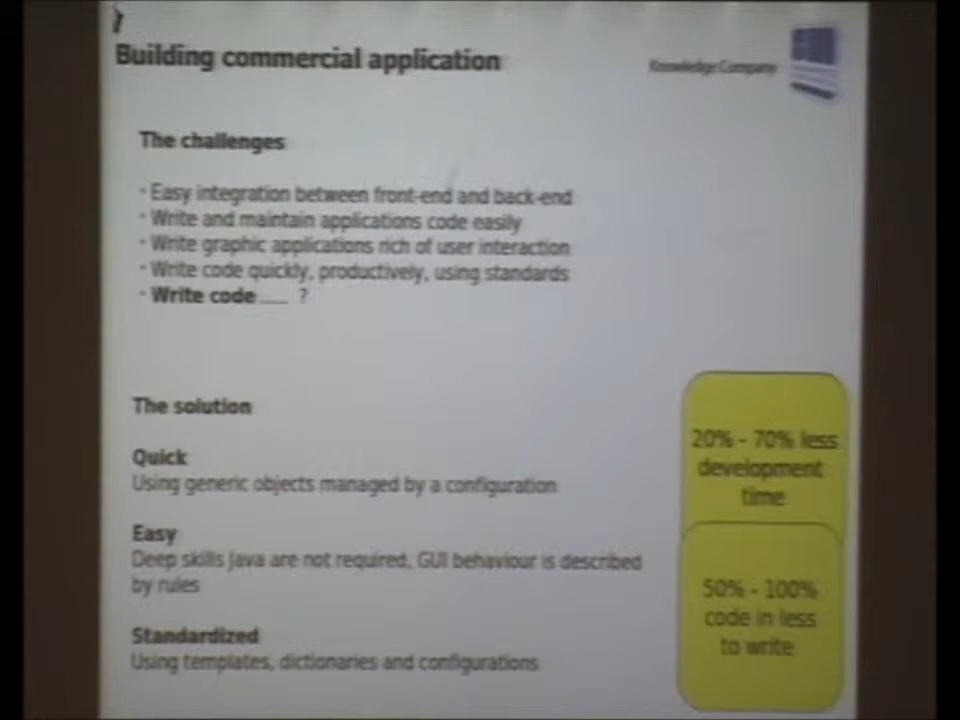 Building commercial application
Knowledge Company
The challenges
• Easy integration between front-end and back-end
• Write and maintain applications code easily
• Write graphic applications rich of user interaction
• Write code quickly, productively, using standards
• Write code ___ ?
The solution
Quick
Using generic objects managed by a configuration
Easy
Deep skills Java are not required, GUI behaviour is described
by rules
Standardized
Using templates, dictionaries and configurations
20% - 70% less
development
time
50% - 100%
code in less
to write